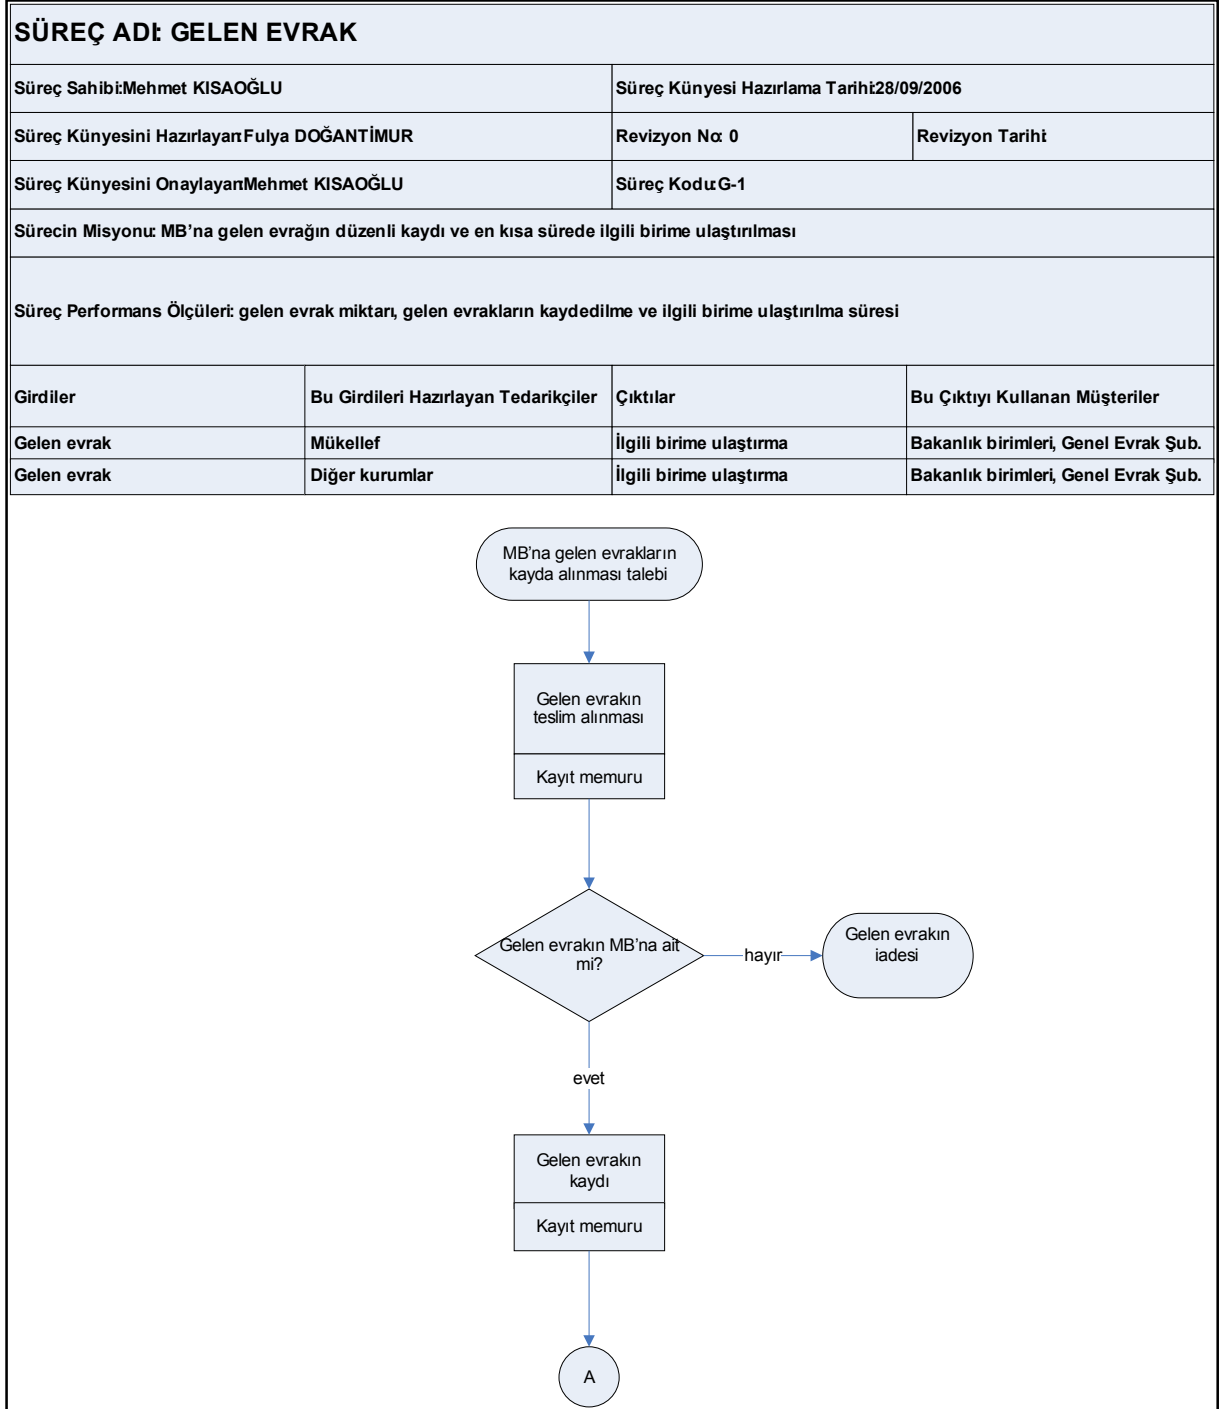 SÜREÇ ADI: GELEN EVRAK
Süreç Sahibi:Mehmet KISAOĞLU
Süreç Künyesi Hazırlama Tarihi:28/09/2006
Süreç Künyesini Hazırlayan:Fulya DOĞANTİMUR
Revizyon No: 0
Revizyon Tarihi:
Süreç Künyesini Onaylayan:Mehmet KISAOĞLU
Süreç Kodu:G-1
Sürecin Misyonu: MB’na gelen evrağın düzenli kaydı ve en kısa sürede ilgili birime ulaştırılması
Süreç Performans Ölçüleri: gelen evrak miktarı, gelen evrakların kaydedilme ve ilgili birime ulaştırılma süresi
Girdiler
Bu Girdileri Hazırlayan Tedarikçiler
Çıktılar
Bu Çıktıyı Kullanan Müşteriler
Gelen evrak
Mükellef
İlgili birime ulaştırma
Bakanlık birimleri, Genel Evrak Şub.
Gelen evrak
Diğer kurumlar
İlgili birime ulaştırma
Bakanlık birimleri, Genel Evrak Şub.
MB’na gelen evrakların
kayda alınması talebi
Gelen evrakın
teslim alınması
Kayıt memuru
Gelen evrakın MB’na ait
mi?
hayır
Gelen evrakın
iadesi
evet
Gelen evrakın
kaydı
Kayıt memuru
A